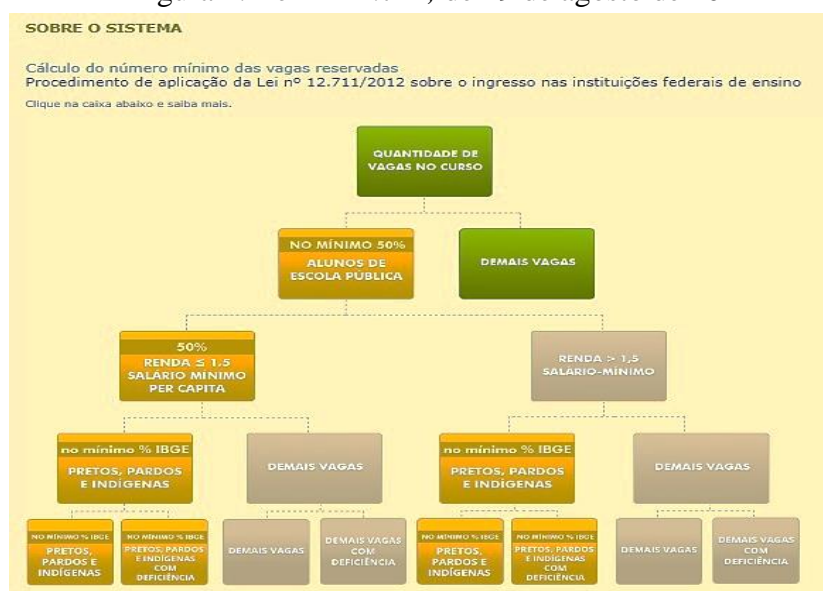 SOBRE O SISTEMA
Cálculo do número mínimo das vagas reservadas
Procedimento de aplicação da Lei nº 12.711/2012 sobre o ingresso nas instituições federais de ensino
Clique na caixa abaixo e saiba mais.
QUANTIDADE DE
VAGAS NO CURSO
NO MÍNIMO 50%
ALUNOS DE
ESCOLA PÚBLICA
DEMAIS VAGAS
50%
RENDA ≤ 1,5
SALÁRIO MÍNIMO
PER CAPITA
RENDA > 1,5
SALÁRIO-MÍNIMO
no mínimo % IBGE
PRETOS, PARDOS
E INDÍGENAS
DEMAIS VAGAS
no mínimo % IBGE
PRETOS, PARDOS
E INDÍGENAS
DEMAIS VAGAS
NO MÍNIMO % IBGE
PRETOS,
PARDOS E
INDÍGENAS
NO MÍNIMO % IBGE
PRETOS, PARDOS
E INDÍGENAS
COM
DEFICIÊNCIA
DEMAIS VAGAS
DEMAIS VAGAS
COM
DEFICIÊNCIA
NO MÍNIMO % IBGE
PRETOS,
PARDOS E
INDÍGENAS
NO MÍNIMO % IBGE
PRETOS, PARDOS
E INDÍGENAS
COM
DEFICIÊNCIA
DEMAIS VAGAS
DEMAIS VAGAS
COM
DEFICIÊNCIA